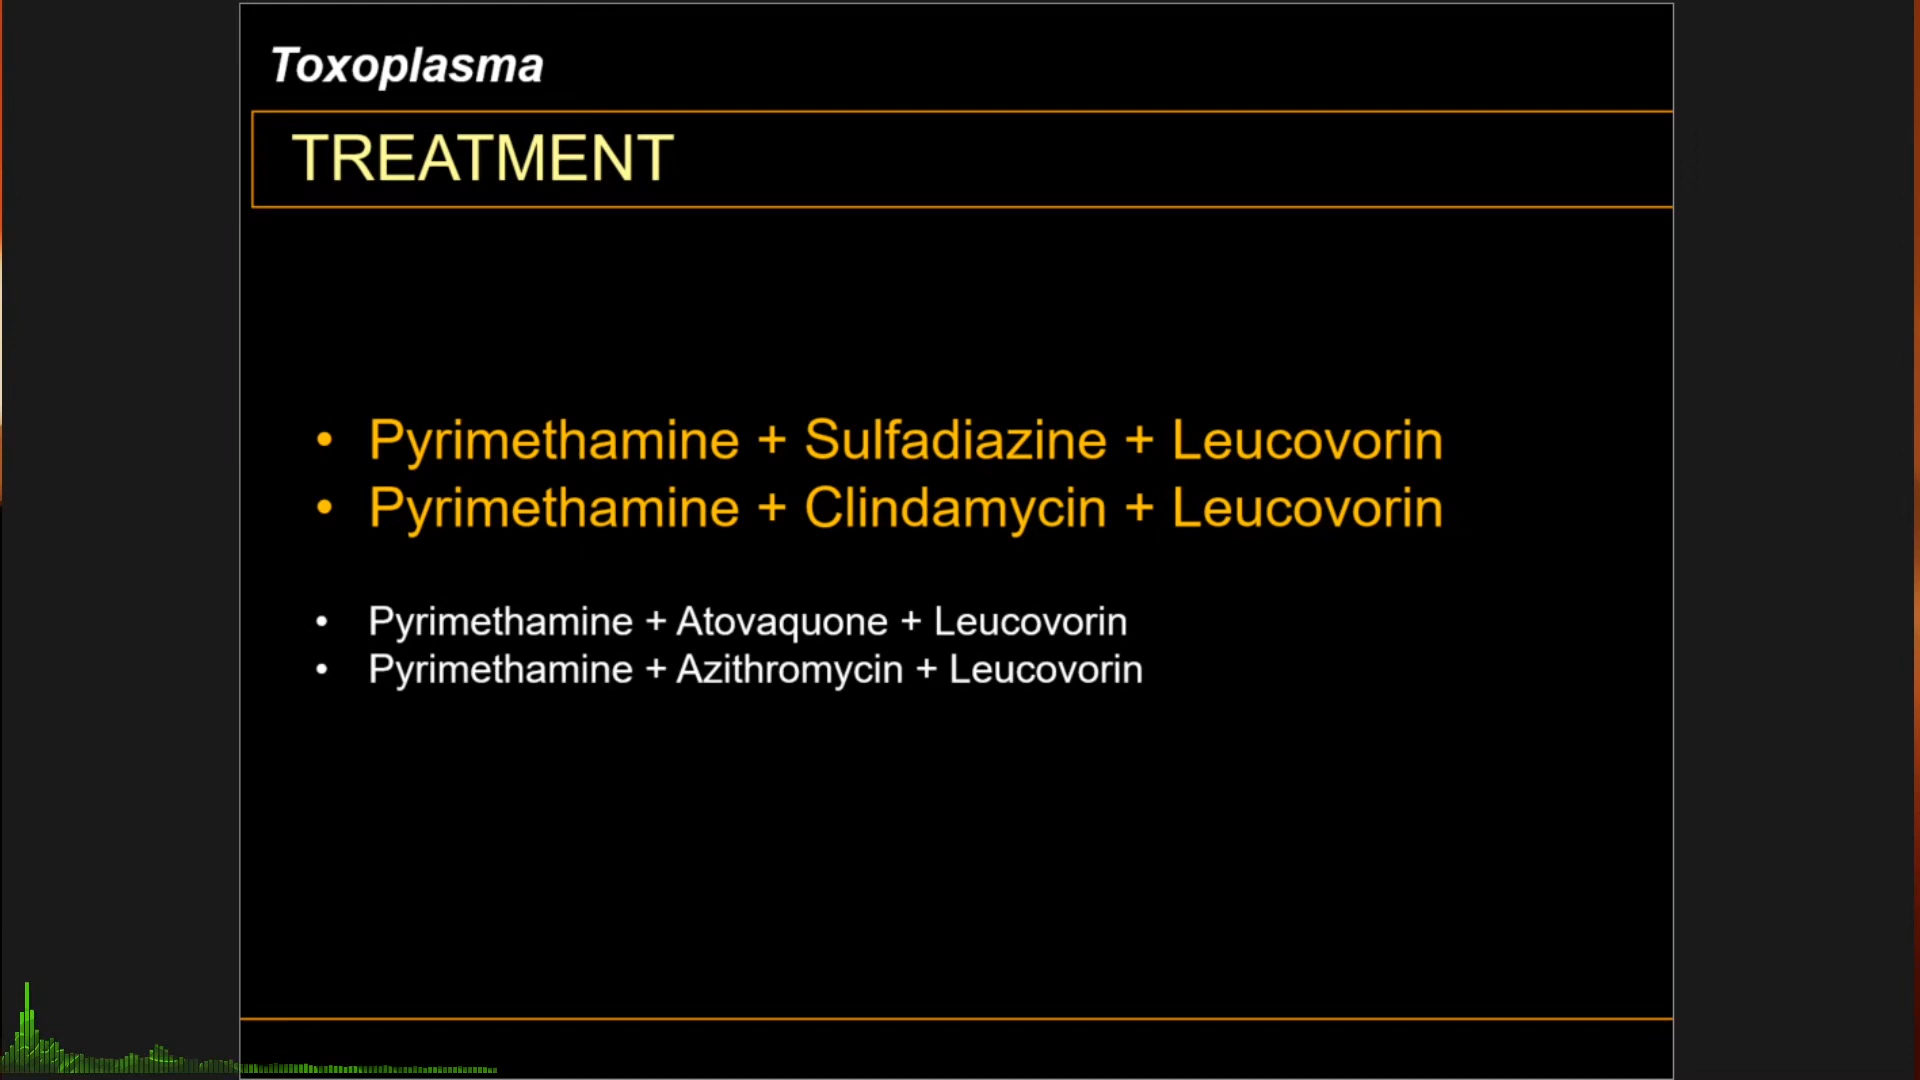 Toxoplasma
TREATMENT
• Pyrimethamine + Sulfadiazine + Leucovorin
• Pyrimethamine + Clindamycin + Leucovorin
• Pyrimethamine + Atovaquone + Leucovorin
• Pyrimethamine + Azithromycin + Leucovorin